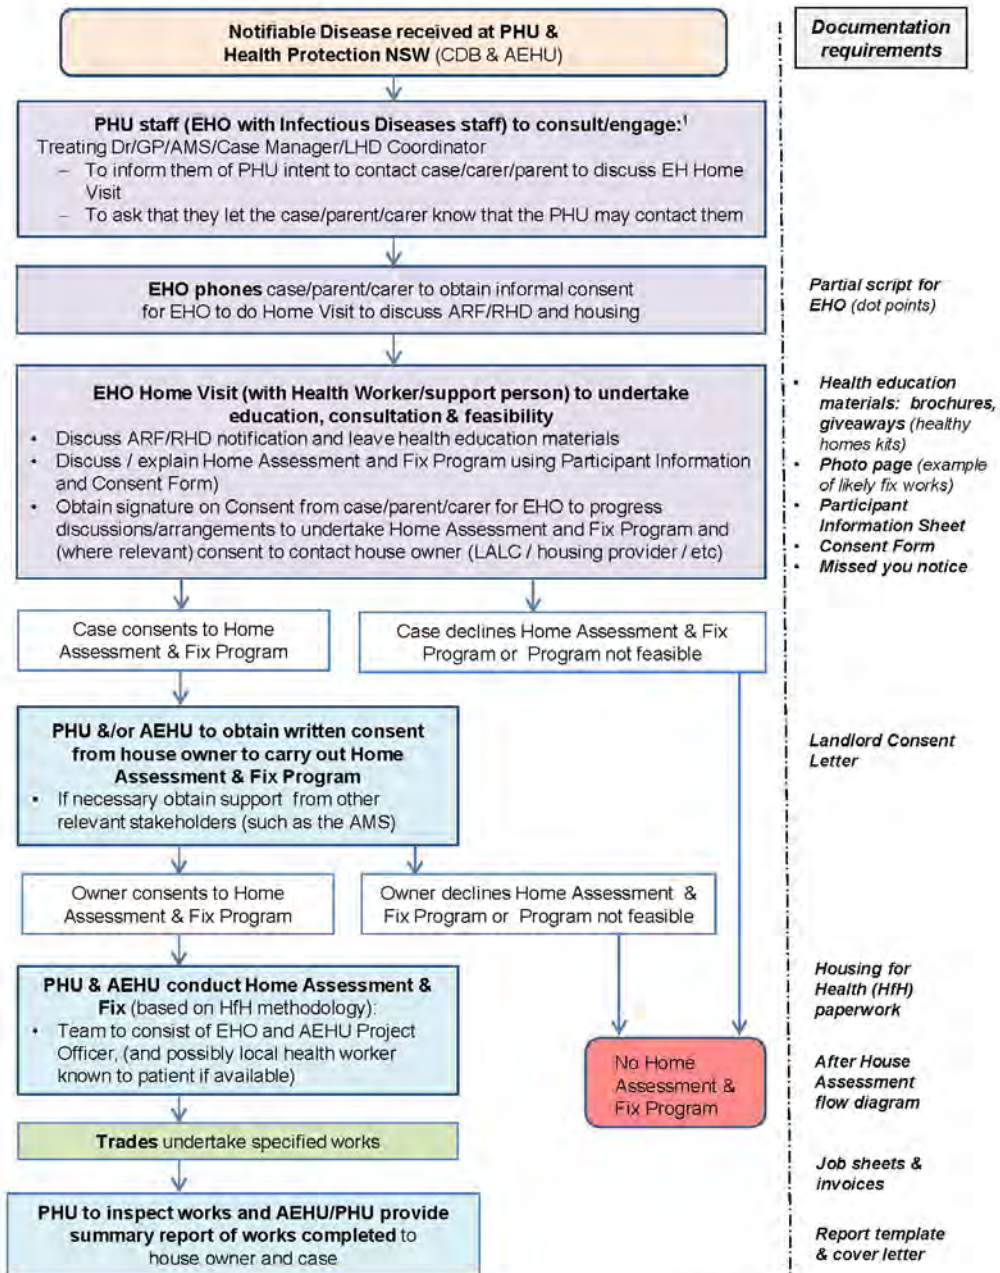 Notifiable Disease received at PHU &
Health Protection NSW (CDB & AEHU)
Documentation
requirements
PHU staff (EHO with Infectious Diseases staff) to consult/engage:¹
Treating Dr/GP/AMS/Case Manager/LHD Coordinator
– To inform them of PHU intent to contact case/carer/parent to discuss EH Home
Visit
– To ask that they let the case/parent/carer know that the PHU may contact them
EHO phones case/parent/carer to obtain informal consent
for EHO to do Home Visit to discuss ARF/RHD and housing
Partial script for
EHO (dot points)
EHO Home Visit (with Health Worker/support person) to undertake
education, consultation & feasibility
• Discuss ARF/RHD notification and leave health education materials
• Discuss / explain Home Assessment and Fix Program using Participant Information
and Consent Form)
• Obtain signature on Consent from case/parent/carer for EHO to progress
discussions/arrangements to undertake Home Assessment and Fix Program and
(where relevant) consent to contact house owner (LALC / housing provider / etc)
• Health education
materials: brochures,
giveaways (healthy
homes kits)
• Photo page (example
of likely fix works)
• Participant
Information Sheet
• Consent Form
• Missed you notice
Case consents to Home
Assessment & Fix Program
Case declines Home Assessment & Fix
Program or Program not feasible
PHU &/or AEHU to obtain written consent
from house owner to carry out Home
Assessment & Fix Program
• If necessary obtain support from other
relevant stakeholders (such as the AMS)
Landlord Consent
Letter
Owner consents to Home
Assessment & Fix Program
Owner declines Home Assessment &
Fix Program or Program not feasible
PHU & AEHU conduct Home Assessment &
Fix (based on HfH methodology):
• Team to consist of EHO and AEHU Project
Officer, (and possibly local health worker
known to patient if available)
Housing for
Health (HfH)
paperwork
No Home
Assessment &
Fix Program
After House
Assessment
flow diagram
Trades undertake specified works
Job sheets &
invoices
PHU to inspect works and AEHU/PHU provide
summary report of works completed to
house owner and case
Report template
& cover letter